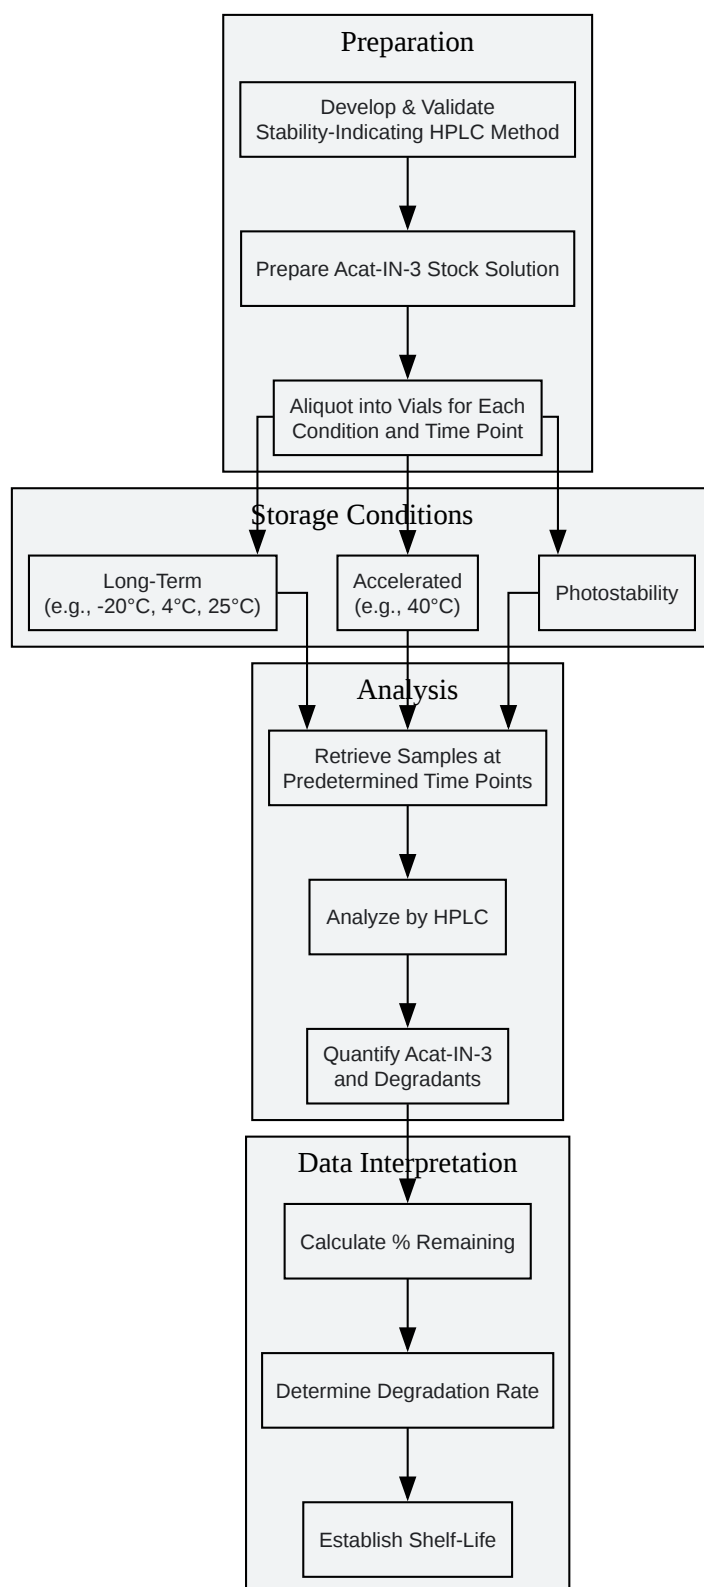 Preparation
Develop & Validate
Stability-Indicating HPLC Method
Prepare Acat-IN-3 Stock Solution
Aliquot into Vials for Each
Condition and Time Point
Storage Conditions
Long-Term
(e.g., -20°C, 4°C, 25°C)
Accelerated
(e.g., 40°C)
Photostability
Analysis
Retrieve Samples at
Predetermined Time Points
Analyze by HPLC
Quantify Acat-IN-3
and Degradants
Data Interpretation
Calculate % Remaining
Determine Degradation Rate
Establish Shelf-Life